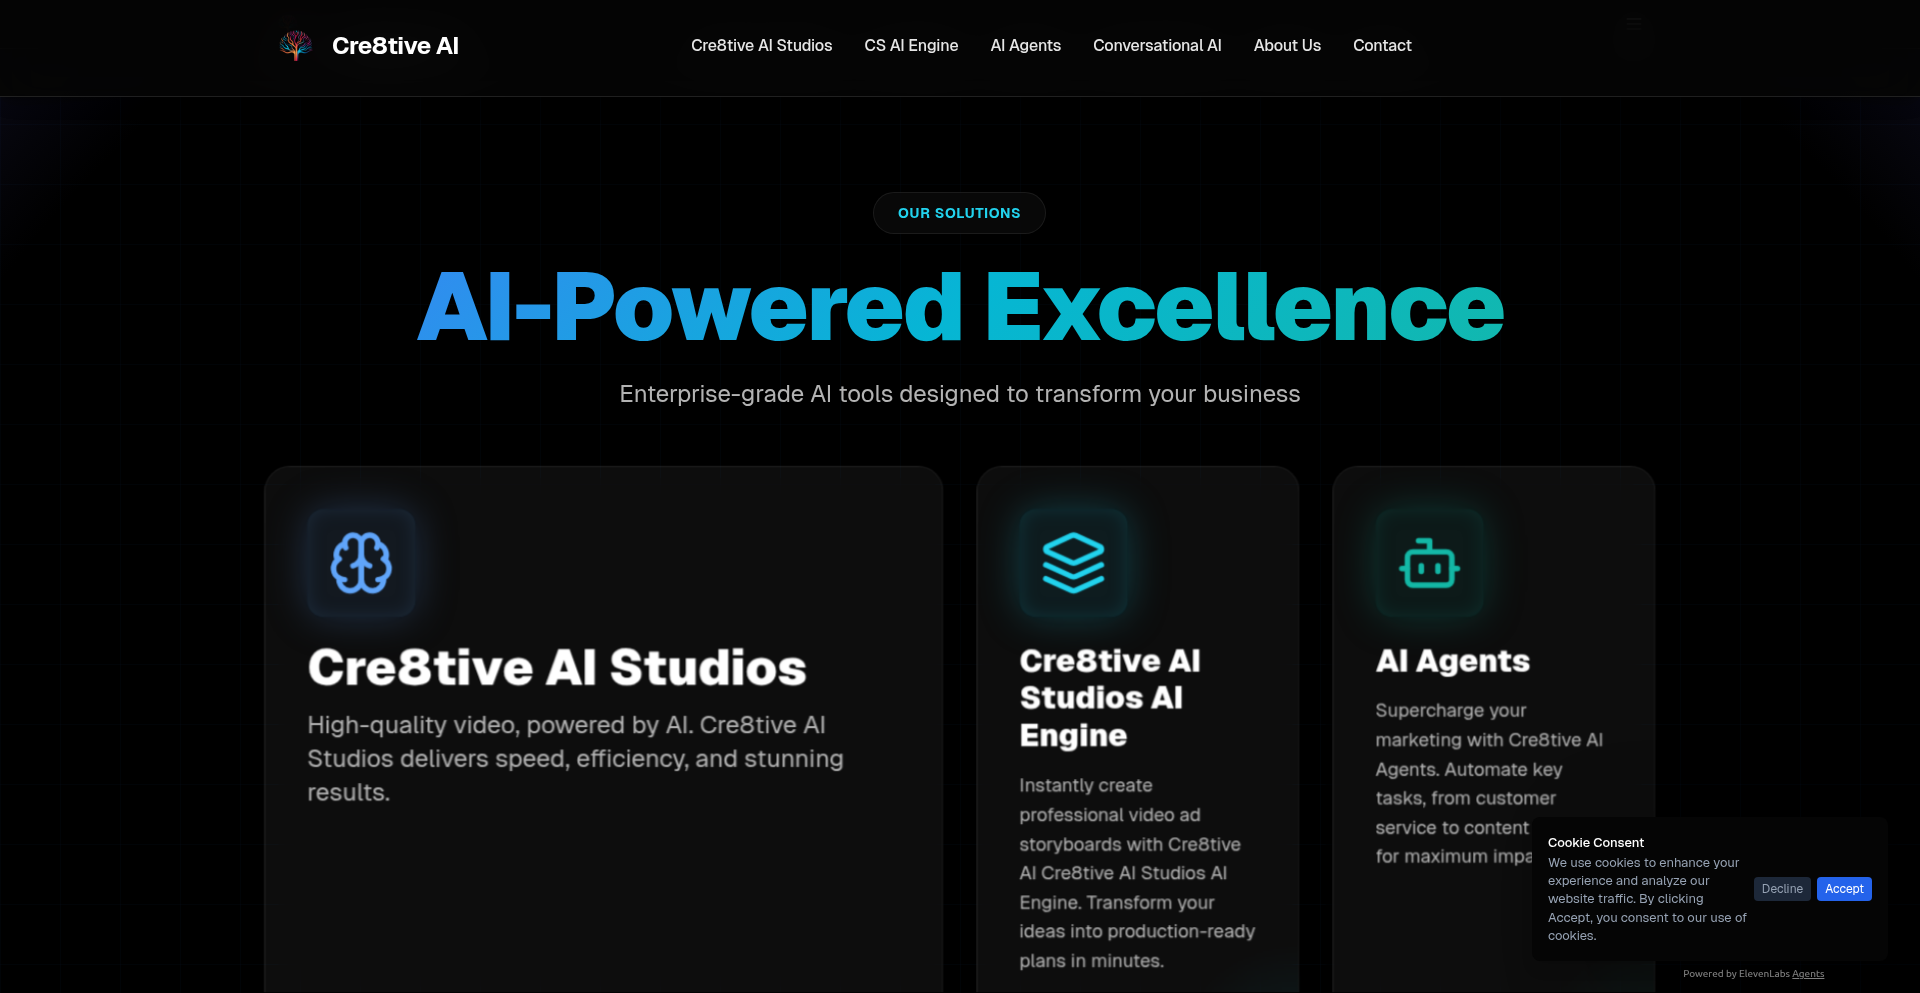 Cre8tive AI
Cre8tive AI Studios
CS AI Engine
AI Agents
Conversational AI
About Us
Contact
OUR SOLUTIONS
AI-Powered Excellence
Enterprise-grade AI tools designed to transform your business
Cre8tive AI Studios
High-quality video, powered by AI. Cre8tive AI
Studios delivers speed, efficiency, and stunning
results.
Cre8tive AI
Studios AI
Engine
Instantly create
professional video ad
storyboards with Cre8tive
AI Cre8tive AI Studios AI
Engine. Transform your
ideas into production-ready
plans in minutes.
AI Agents
Supercharge your
marketing with Cre8tive AI
Agents. Automate key
tasks, from customer
service to content
for maximum
Cookie Consent
We use cookies to enhance your
experience and analyze our
website traffic. By clicking
Accept, you consent to our use of
cookies.
Decline
Accept
Powered by ElevenLabs Agents